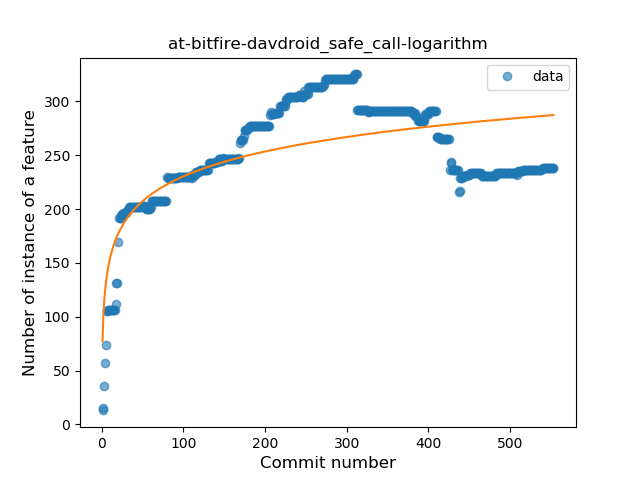 at-bitfire-davdroid_safe_call-logarithm
data
Number of instance of a feature
300
250
200
150
100
50
0
0 100 200 300 400 500
Commit number